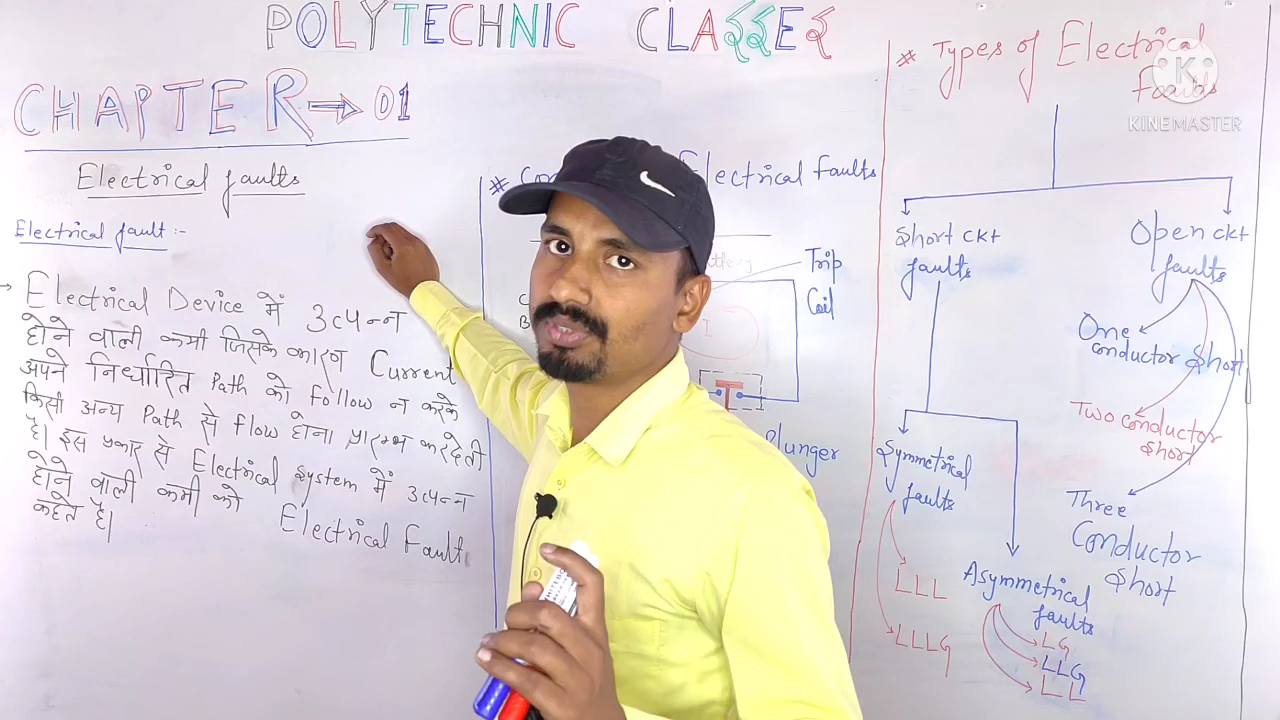 POLYTECHNIC CLASSES
CHAPTER → 01
Electrical faults
Electrical fault :-
→ Electrical Device में उत्पन्न
होने वाली कमी जिसके कारण Current
अपने निर्धारित Path को follow न करके
किसी अन्य Path से flow होना प्रारम्भ करदेती
है। इस प्रकार से Electrical System में उत्पन्न
होने वाली कमी को Electrical Fault
कहते हैं।
# Electrical faults
Trip
Coil
I
Plunger
# Types of Electrical
Faults
Short ckt
faults
Open ckt
faults
One
conductor Short
Two conductor
Short
Three
Conductor
Short
Symmetrical
faults
LLL
LLLG
Asymmetrical
faults
LG
LLG
LL
KINEMASTER